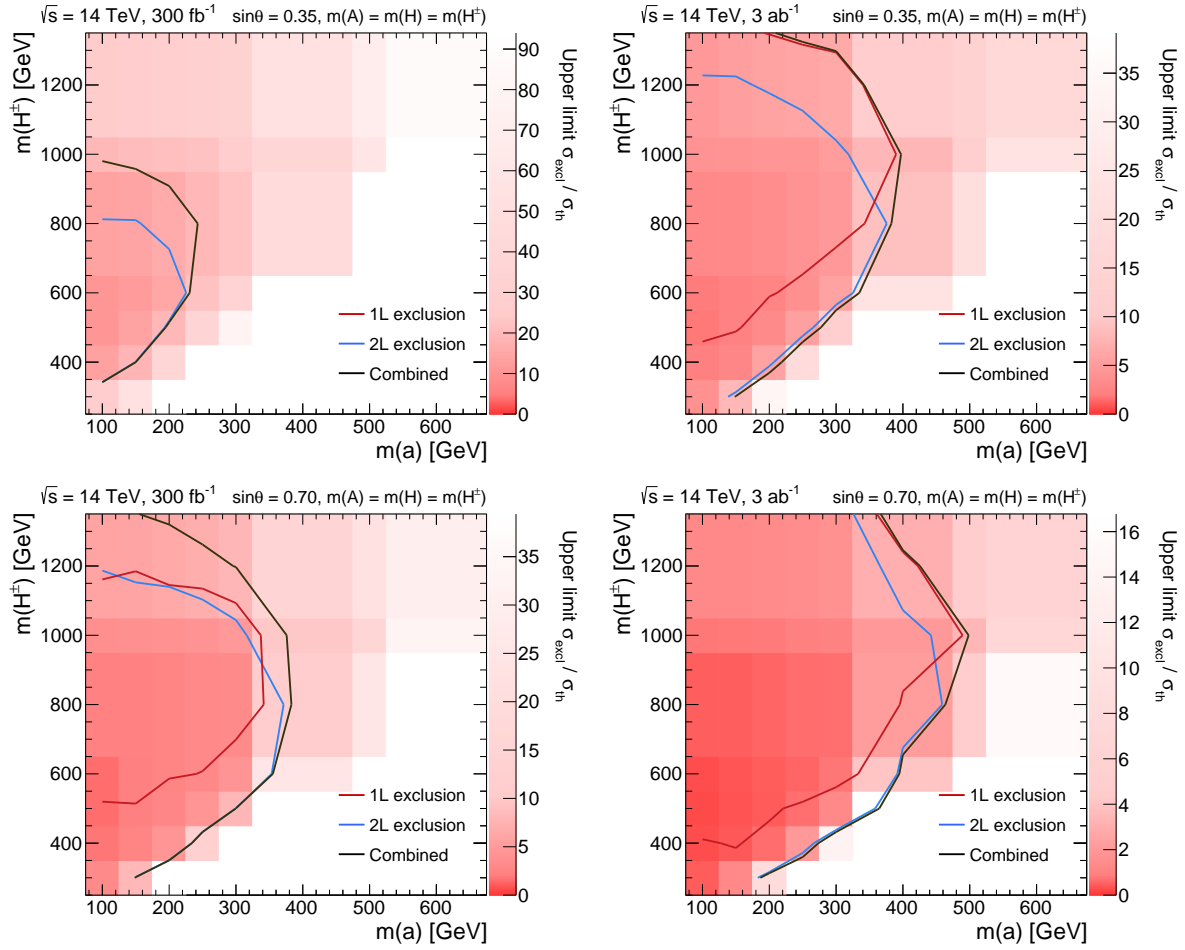 √s = 14 TeV, 300 fb⁻¹ sinθ = 0.35, m(A) = m(H) = m(H±)
m(H±) [GeV]
1200
1000
800
600
400
100 200 300 400 500 600
m(a) [GeV]
1L exclusion
2L exclusion
Combined
90
80
70
60
50
40
30
20
10
0
Upper limit σexcl / σth
√s = 14 TeV, 3 ab⁻¹ sinθ = 0.35, m(A) = m(H) = m(H±)
m(H±) [GeV]
1200
1000
800
600
400
100 200 300 400 500 600
m(a) [GeV]
1L exclusion
2L exclusion
Combined
35
30
25
20
15
10
5
0
Upper limit σexcl / σth
√s = 14 TeV, 300 fb⁻¹ sinθ = 0.70, m(A) = m(H) = m(H±)
m(H±) [GeV]
1200
1000
800
600
400
100 200 300 400 500 600
m(a) [GeV]
1L exclusion
2L exclusion
Combined
35
30
25
20
15
10
5
0
Upper limit σexcl / σth
√s = 14 TeV, 3 ab⁻¹ sinθ = 0.70, m(A) = m(H) = m(H±)
m(H±) [GeV]
1200
1000
800
600
400
100 200 300 400 500 600
m(a) [GeV]
1L exclusion
2L exclusion
Combined
16
14
12
10
8
6
4
2
0
Upper limit σexcl / σth